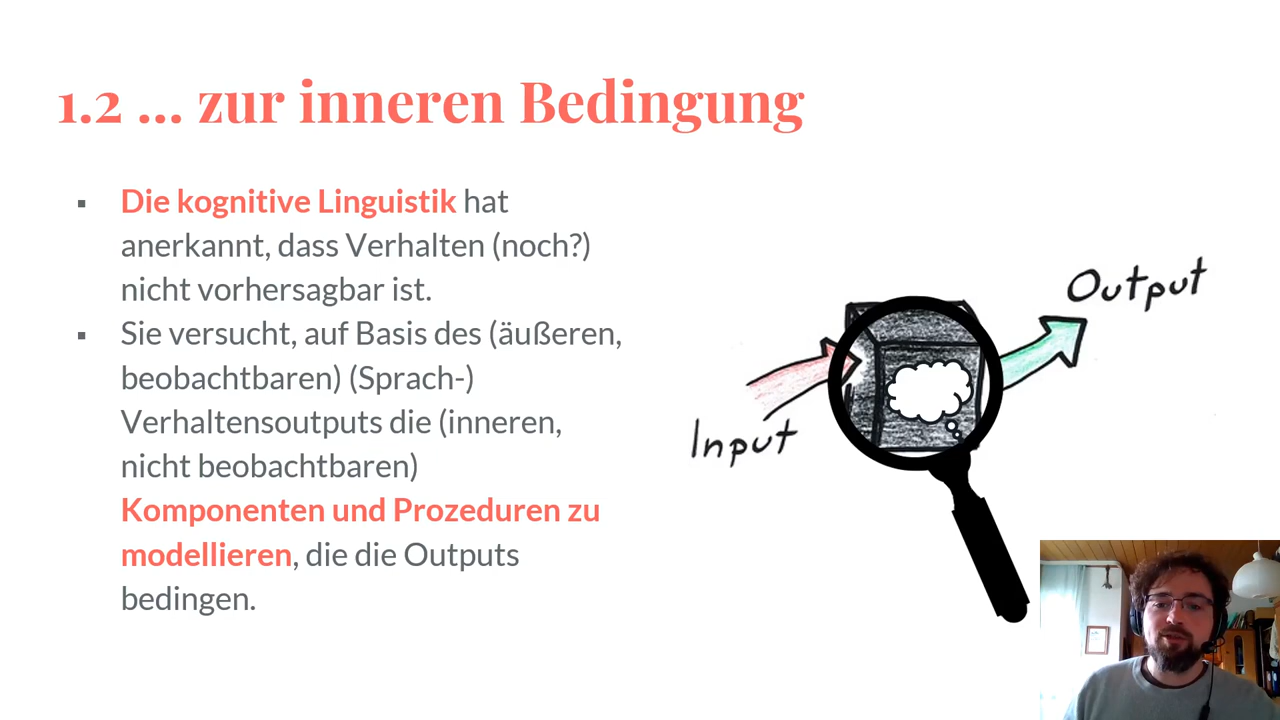 1.2 ... zur inneren Bedingung
Die kognitive Linguistik hat
anerkannt, dass Verhalten (noch?)
nicht vorhersagbar ist.
Sie versucht, auf Basis des (äußeren,
beobachtbaren) (Sprach-)
Verhaltensoutputs die (inneren,
nicht beobachtbaren)
Komponenten und Prozeduren zu
modellieren, die die Outputs
bedingen.
Input
Output